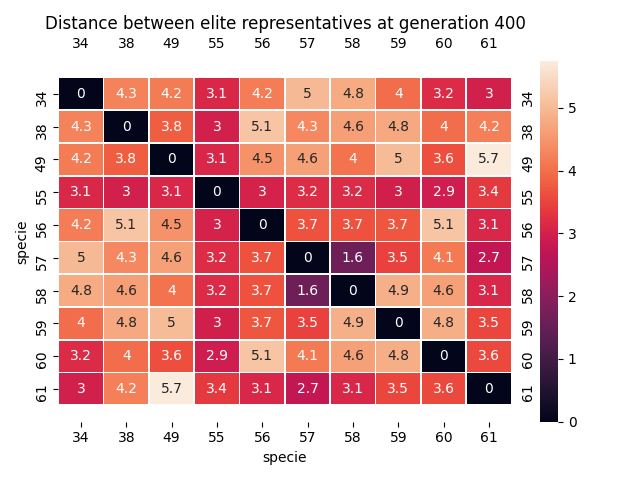 Distance between elite representatives at generation 400
34 38 49 55 56 57 58 59 60 61
34 0 4.3 4.2 3.1 4.2 5 4.8 4 3.2 3 34
38 4.3 0 3.8 3 5.1 4.3 4.6 4.8 4 4.2 38
49 4.2 3.8 0 3.1 4.5 4.6 4 5 3.6 5.7 49
55 3.1 3 3.1 0 3 3.2 3.2 3 2.9 3.4 55
56 4.2 5.1 4.5 3 0 3.7 3.7 3.7 5.1 3.1 56
57 5 4.3 4.6 3.2 3.7 0 1.6 3.5 4.1 2.7 57
58 4.8 4.6 4 3.2 3.7 1.6 0 4.9 4.6 3.1 58
59 4 4.8 5 3 3.7 3.5 4.9 0 4.8 3.5 59
60 3.2 4 3.6 2.9 5.1 4.1 4.6 4.8 0 3.6 60
61 3 4.2 5.7 3.4 3.1 2.7 3.1 3.5 3.6 0 61
34 38 49 55 56 57 58 59 60 61
specie
specie
5
4
3
2
1
0